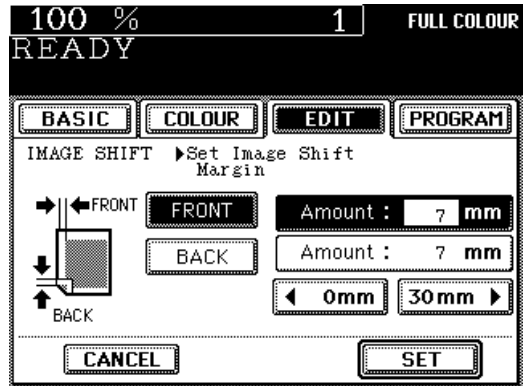 100 % 1 FULL COLOUR
READY
BASIC COLOUR EDIT PROGRAM
IMAGE SHIFT ▶Set Image Shift
Margin
FRONT FRONT Amount : 7 mm
BACK Amount : 7 mm
◀ 0mm 30mm ▶
BACK
CANCEL SET